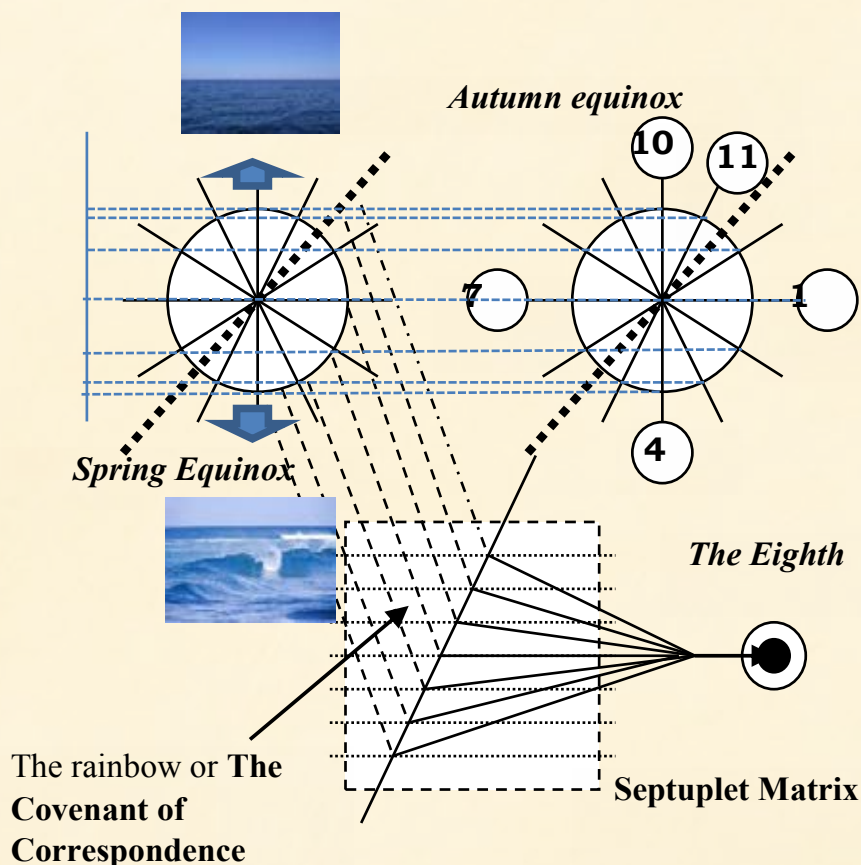 Autumn equinox
10
11
7
1
4
Spring Equinox
The Eighth
The rainbow or The
Covenant of
Correspondence
Septuplet Matrix